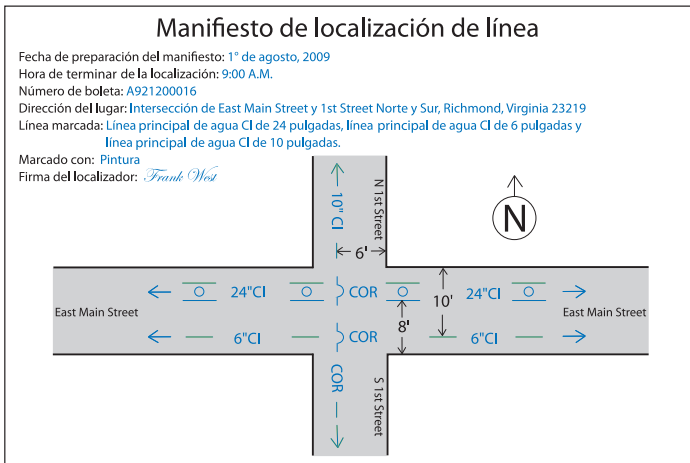 Manifiesto de localización de línea
Fecha de preparación del manifiesto: 1° de agosto, 2009
Hora de terminar de la localización: 9:00 A.M.
Número de boleta: A921200016
Dirección del lugar: Intersección de East Main Street y 1st Street Norte y Sur, Richmond, Virginia 23219
Línea marcada: Línea principal de agua CI de 24 pulgadas, línea principal de agua CI de 6 pulgadas y
línea principal de agua CI de 10 pulgadas.
Marcado con: Pintura
Firma del localizador: Frank West
10" CI
N 1st Street
N
6'
24"CI
COR
10'
24"CI
East Main Street
East Main Street
8'
6"CI
COR
6"CI
COR
S 1st Street